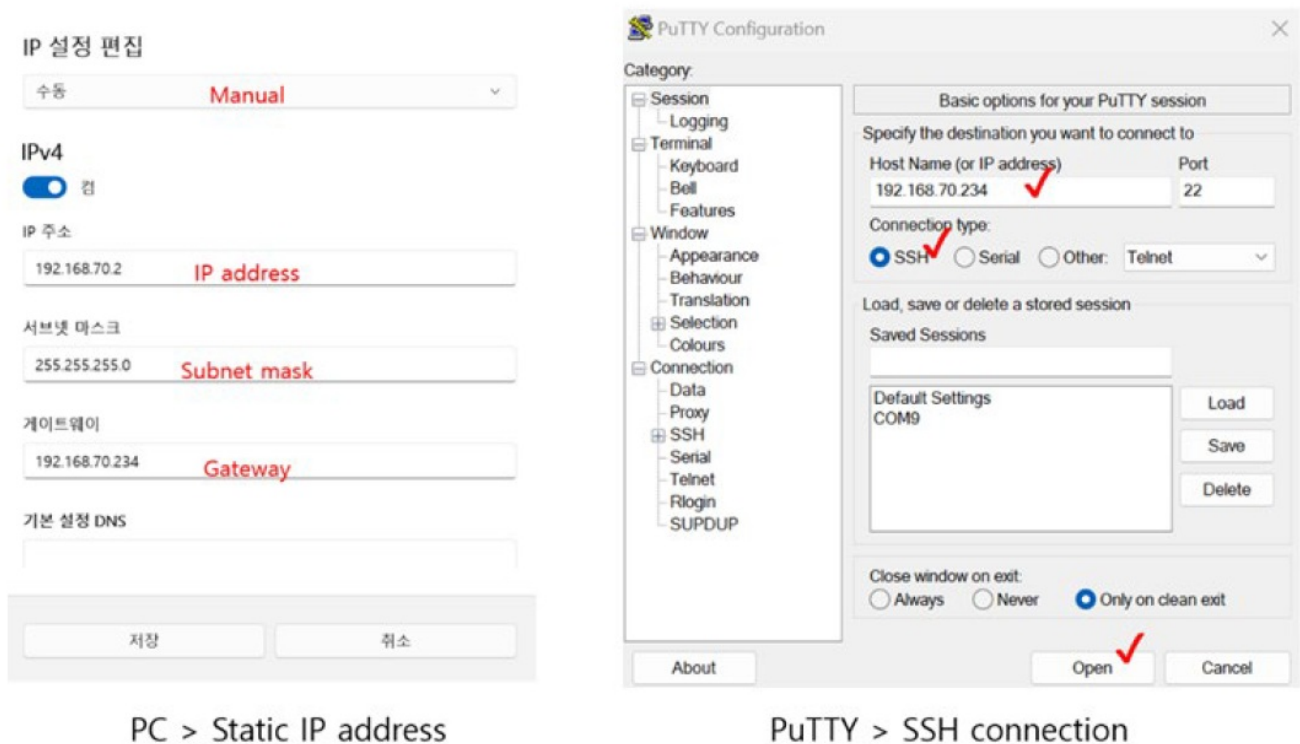 IP 설정 편집
수동
Manual
IPv4
켬
IP 주소
192.168.70.2
IP address
서브넷 마스크
255.255.255.0
Subnet mask
게이트웨이
192.168.70.234
Gateway
기본 설정 DNS
저장 취소
PC > Static IP address
PuTTY Configuration
Category:
Session
Logging
Terminal
Keyboard
Bell
Features
Window
Appearance
Behaviour
Translation
Selection
Colours
Connection
Data
Proxy
SSH
Serial
Telnet
Rlogin
SUPDUP
Basic options for your PuTTY session
Specify the destination you want to connect to
Host Name (or IP address) Port
192.168.70.234 22
Connection type:
SSH Serial Other: Telnet
Load, save or delete a stored session
Saved Sessions
Default Settings
COM9
Load
Save
Delete
Close window on exit:
Always Never Only on clean exit
About Open Cancel
PuTTY > SSH connection